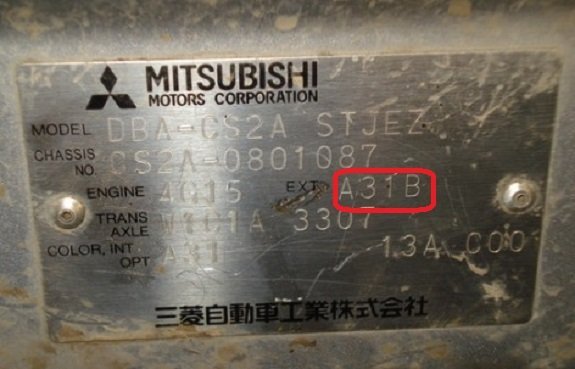 MITSUBISHI
MOTORS CORPORATION
MODEL DBA-CS2A STJEZ
CHASSIS NO. CS2A-0801087
ENGINE 4G15 EXT A31B
TRANS AXLE W1C1A 3307
COLOR, INT OPT A31 13A C00
三菱自動車工業株式会社